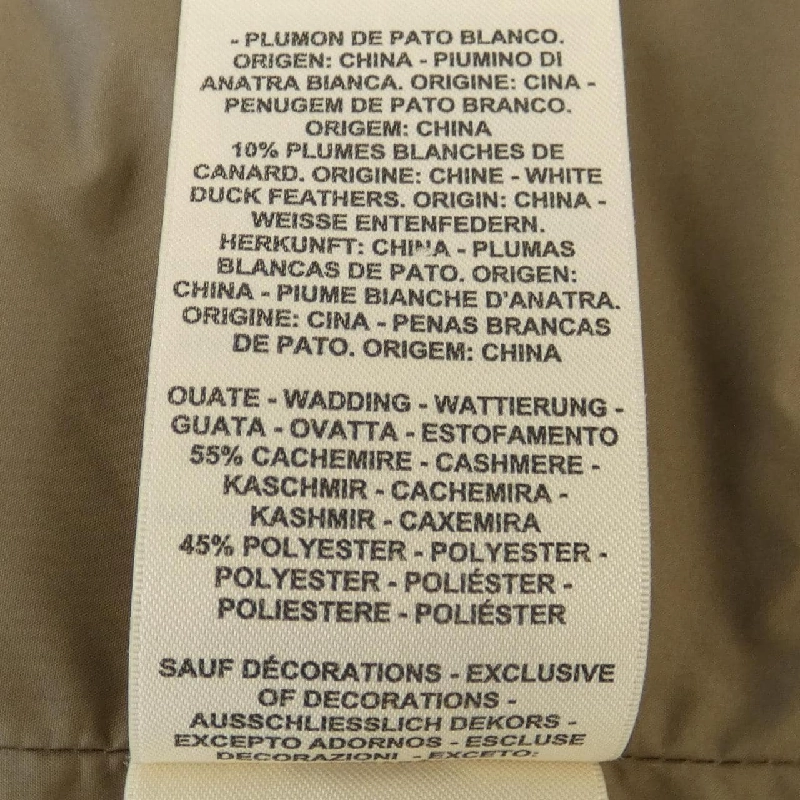 - PLUMON DE PATO BLANCO.
ORIGEN: CHINA - PIUMINO DI
ANATRA BIANCA. ORIGINE: CINA -
PENUGEM DE PATO BRANCO.
ORIGEM: CHINA
10% PLUMES BLANCHES DE
CANARD. ORIGINE: CHINE - WHITE
DUCK FEATHERS. ORIGIN: CHINA -
WEISSE ENTENFEDERN.
HERKUNFT: CHINA - PLUMAS
BLANCAS DE PATO. ORIGEN:
CHINA - PIUME BIANCHE D'ANATRA.
ORIGINE: CINA - PENAS BRANCAS
DE PATO. ORIGEM: CHINA
OUATE - WADDING - WATTIERUNG -
GUATA - OVATTA - ESTOFAMENTO
55% CACHEMIRE - CASHMERE -
KASCHMIR - CACHEMIRA -
KASHMIR - CAXEMIRA
45% POLYESTER - POLYESTER -
POLYESTER - POLIÉSTER -
POLIESTERE - POLIÉSTER
SAUF DÉCORATIONS - EXCLUSIVE
OF DECORATIONS -
AUSSCHLIESSLICH DEKORS -
EXCEPTO ADORNOS - ESCLUSE
DECORAZIONI - EXCETO: